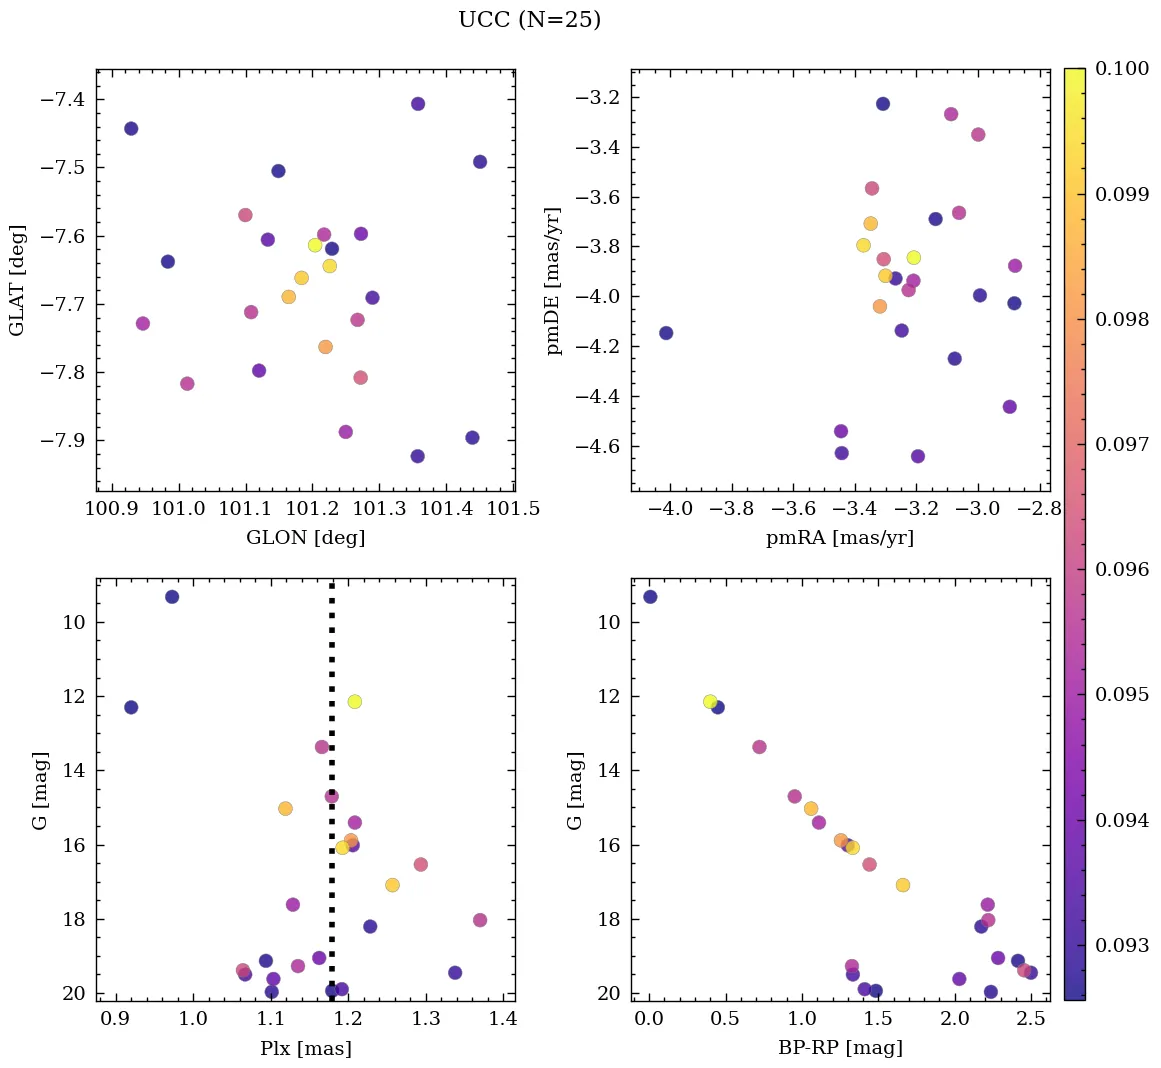 UCC (N=25)
−7.4
−7.5
−7.6
−7.7
−7.8
−7.9
GLAT [deg]
100.9 101.0 101.1 101.2 101.3 101.4 101.5
GLON [deg]
−3.2
−3.4
−3.6
−3.8
−4.0
−4.2
−4.4
−4.6
pmDE [mas/yr]
−4.0 −3.8 −3.6 −3.4 −3.2 −3.0 −2.8
pmRA [mas/yr]
10
12
14
16
18
20
G [mag]
0.9 1.0 1.1 1.2 1.3 1.4
Plx [mas]
10
12
14
16
18
20
G [mag]
0.0 0.5 1.0 1.5 2.0 2.5
BP-RP [mag]
0.100
0.099
0.098
0.097
0.096
0.095
0.094
0.093